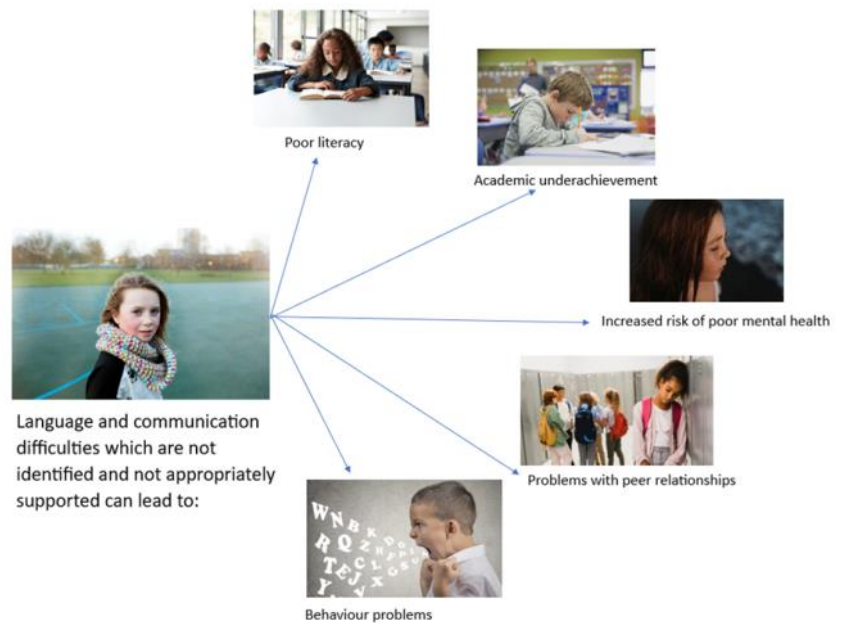 Poor literacy
Academic underachievement
Increased risk of poor mental health
Language and communication
difficulties which are not
identified and not appropriately
supported can lead to:
Problems with peer relationships
W N B K
R Q Z R
T C L
E J X G S
Y
Behaviour problems